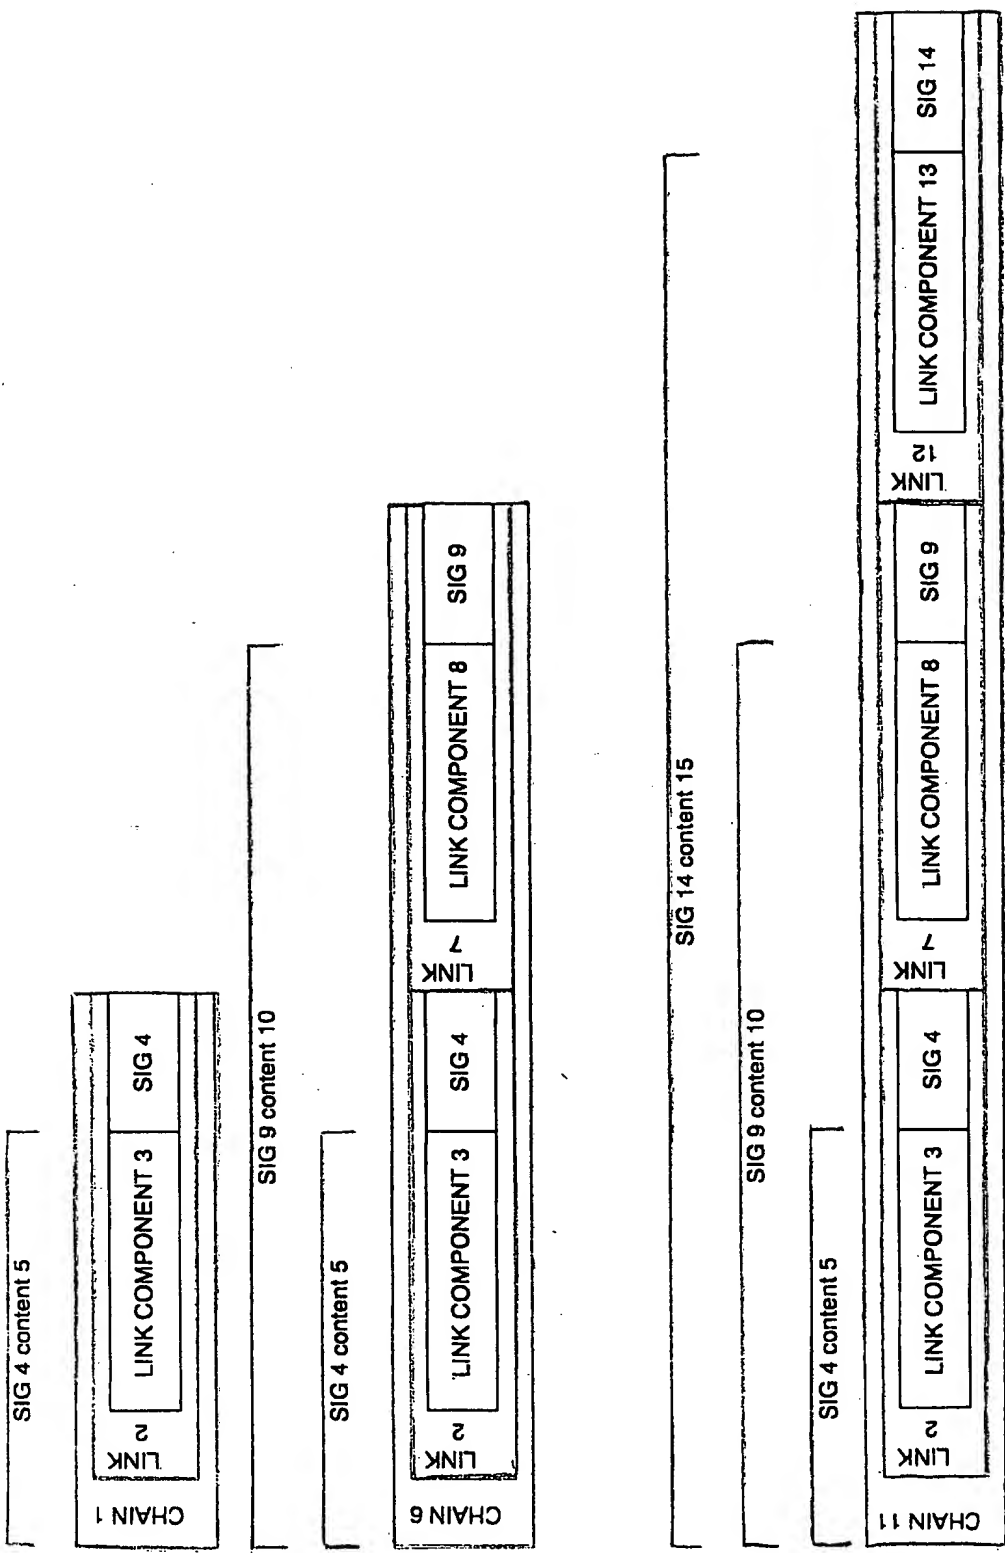 SIG 4 content 5
CHAIN 1
LINK 2
LINK COMPONENT 3
SIG 4
SIG 9 content 10
SIG 4 content 5
CHAIN 6
LINK 2
LINK COMPONENT 3
SIG 4
LINK 7
LINK COMPONENT 8
SIG 9
SIG 14 content 15
SIG 9 content 10
SIG 4 content 5
CHAIN 11
LINK 2
LINK COMPONENT 3
SIG 4
LINK 7
LINK COMPONENT 8
SIG 9
LINK 12
LINK COMPONENT 13
SIG 14